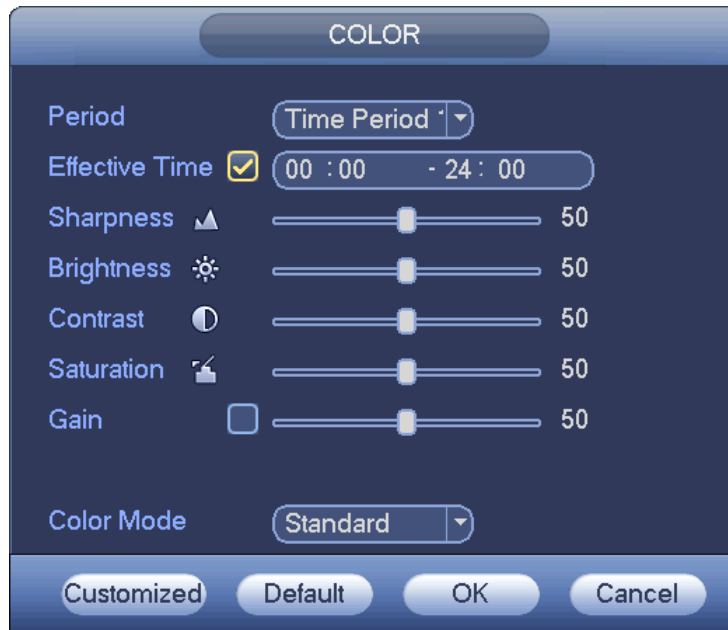 COLOR
Period Time Period 1
Effective Time 00 : 00 - 24 : 00
Sharpness 50
Brightness 50
Contrast 50
Saturation 50
Gain 50
Color Mode Standard
Customized Default OK Cancel